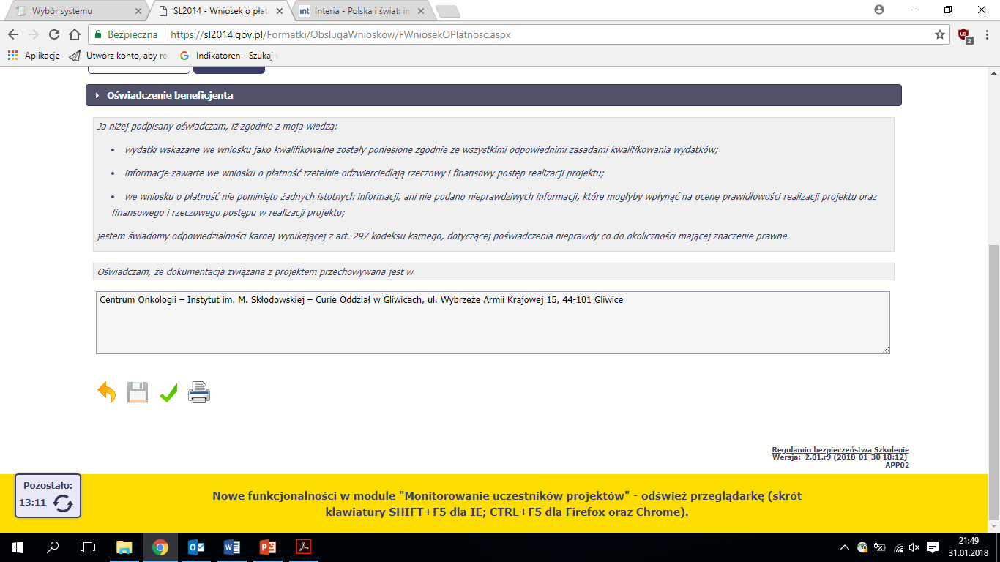 Wybór systemu
SL2014 - Wniosek o płatn
Interia - Polska i świat: in
Bezpieczna
https://sl2014.gov.pl/Formatki/ObslugaWnioskow/FWniosekOPlatnosc.aspx
2
Aplikacje
Utwórz konto, aby ro
Indikatoren - Szukaj
Oświadczenie beneficjenta
Ja niżej podpisany oświadczam, iż zgodnie z moja wiedzą:
• wydatki wskazane we wniosku jako kwalifikowalne zostały poniesione zgodnie ze wszystkimi odpowiednimi zasadami kwalifikowania wydatków;
• informacje zawarte we wniosku o płatność rzetelnie odzwierciedlają rzeczowy i finansowy postęp realizacji projektu;
• we wniosku o płatność nie pominięto żadnych istotnych informacji, ani nie podano nieprawdziwych informacji, które mogłyby wpłynąć na ocenę prawidłowości realizacji projektu oraz
finansowego i rzeczowego postępu w realizacji projektu;
jestem świadomy odpowiedzialności karnej wynikającej z art. 297 kodeksu karnego, dotyczącej poświadczenia nieprawdy co do okoliczności mającej znaczenie prawne.
Oświadczam, że dokumentacja związana z projektem przechowywana jest w
Centrum Onkologii – Instytut im. M. Skłodowskiej – Curie Oddział w Gliwicach, ul. Wybrzeże Armii Krajowej 15, 44-101 Gliwice
Regulamin bezpieczeństwa Szkolenie
Wersja: 2.01.r9 (2018-01-30 18:12)
APP02
Pozostało:
13:11
Nowe funkcjonalności w module "Monitorowanie uczestników projektów" - odśwież przeglądarkę (skrót
klawiatury SHIFT+F5 dla IE; CTRL+F5 dla Firefox oraz Chrome).
21:49
31.01.2018